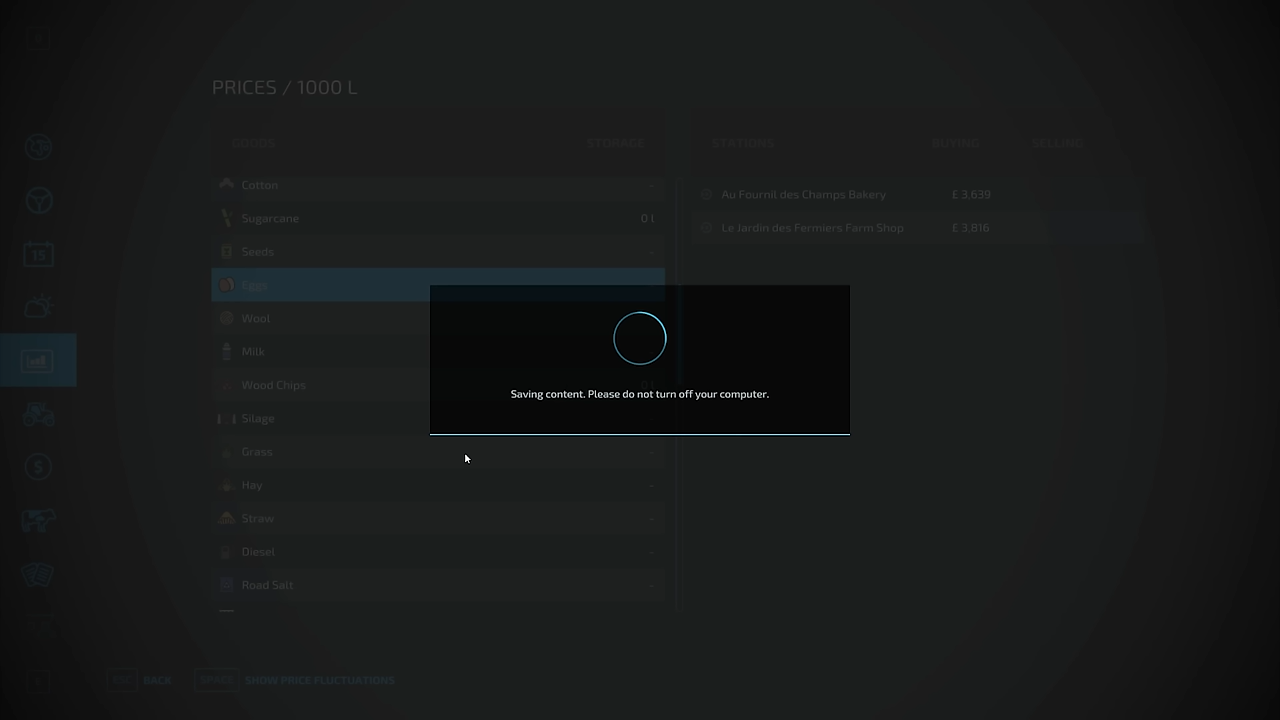 PRICES / 1000 L
GOODS STORAGE STATIONS BUYING SELLING
Cotton -
Sugarcane 0 l
Seeds -
Eggs
Wool
Milk
Wood Chips 0 l
Silage
Grass -
Hay -
Straw -
Diesel -
Road Salt -
Au Fournil des Champs Bakery £ 3,639
Le Jardin des Fermiers Farm Shop £ 3,816
Saving content. Please do not turn off your computer.
15
$
ESC BACK SPACE SHOW PRICE FLUCTUATIONS